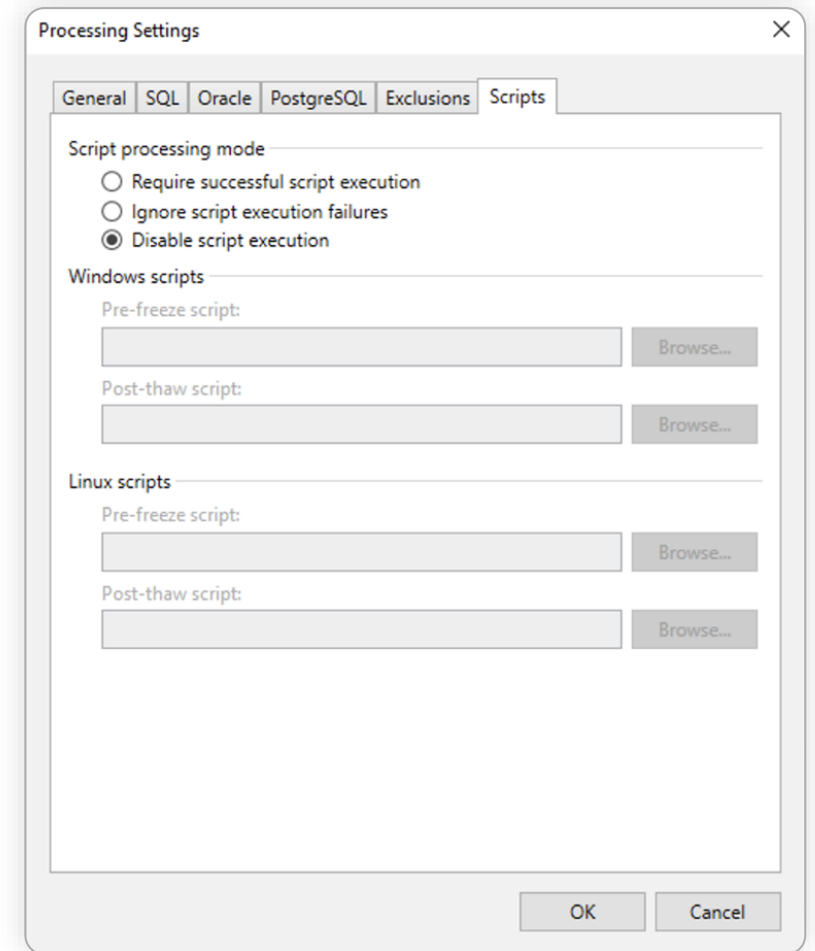 Processing Settings
General SQL Oracle PostgreSQL Exclusions Scripts
Script processing mode
Require successful script execution
Ignore script execution failures
Disable script execution
Windows scripts
Pre-freeze script:
Browse...
Post-thaw script:
Browse...
Linux scripts
Pre-freeze script:
Browse...
Post-thaw script:
Browse...
OK Cancel